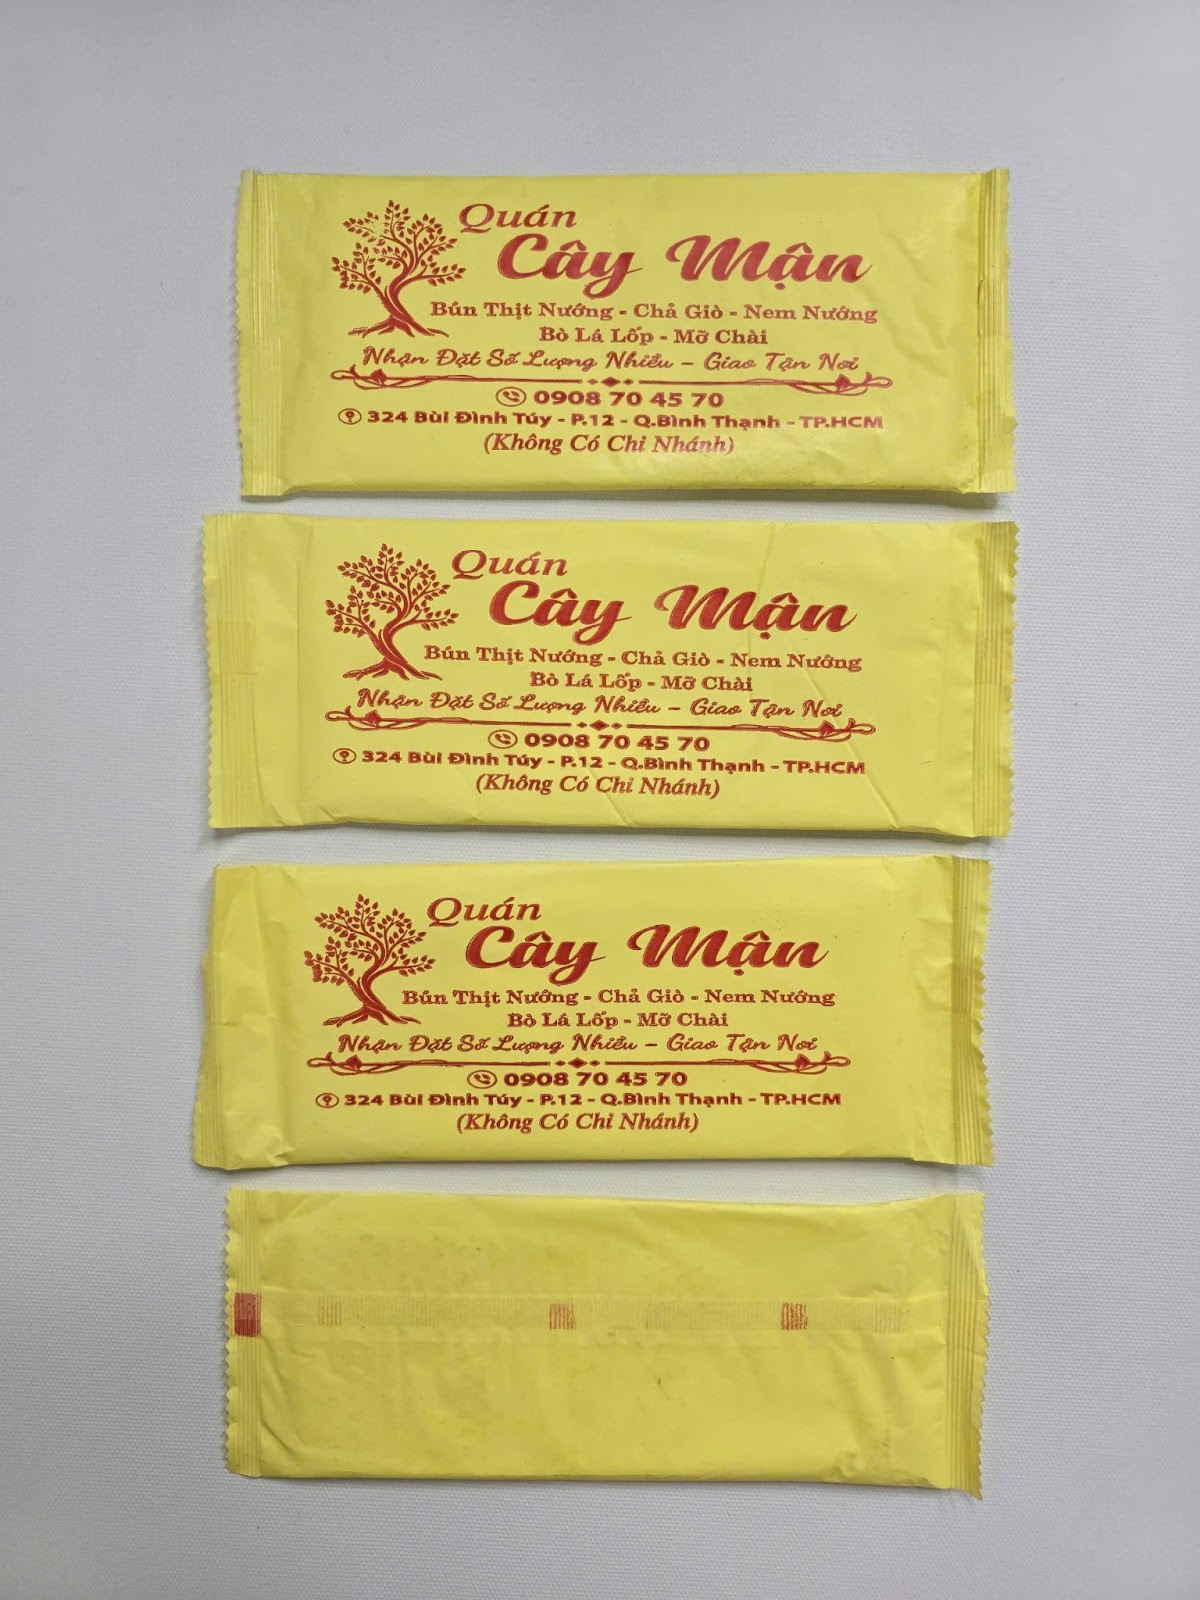 Quán
Cây Mận
Bún Thịt Nướng - Chả Giò - Nem Nướng
Bò Lá Lốp - Mỡ Chài
Nhận Đặt Số Lượng Nhiều - Giao Tận Nơi
0908 70 45 70
324 Bùi Đình Túy - P.12 - Q.Bình Thạnh - TP.HCM
(Không Có Chi Nhánh)
Quán
Cây Mận
Bún Thịt Nướng - Chả Giò - Nem Nướng
Bò Lá Lốp - Mỡ Chài
Nhận Đặt Số Lượng Nhiều - Giao Tận Nơi
0908 70 45 70
324 Bùi Đình Túy - P.12 - Q.Bình Thạnh - TP.HCM
(Không Có Chi Nhánh)
Quán
Cây Mận
Bún Thịt Nướng - Chả Giò - Nem Nướng
Bò Lá Lốp - Mỡ Chài
Nhận Đặt Số Lượng Nhiều - Giao Tận Nơi
0908 70 45 70
324 Bùi Đình Túy - P.12 - Q.Bình Thạnh - TP.HCM
(Không Có Chi Nhánh)